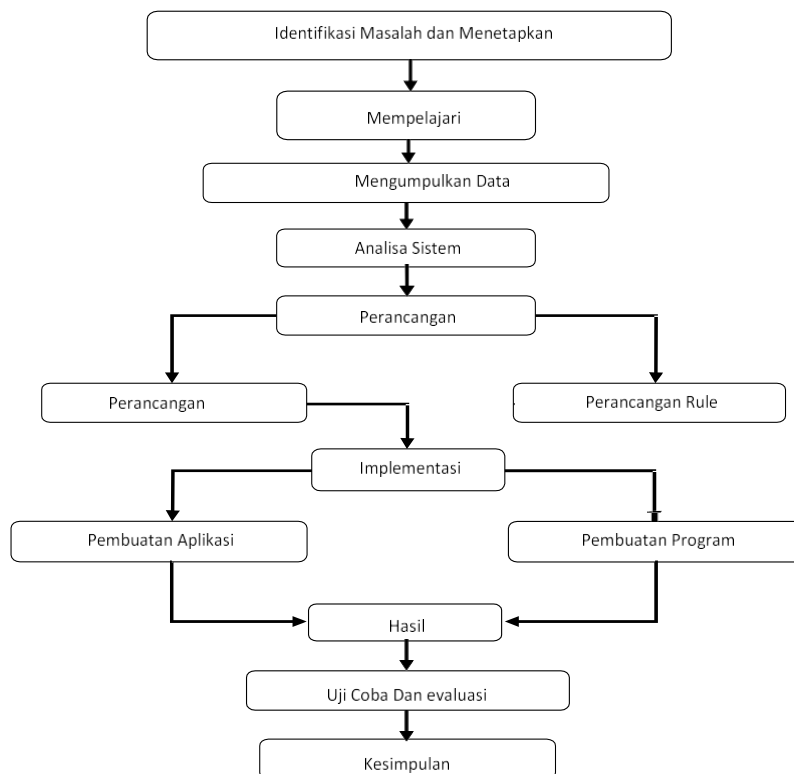 Identifikasi Masalah dan Menetapkan
Mempelajari
Mengumpulkan Data
Analisa Sistem
Perancangan
Perancangan
Perancangan Rule
Implementasi
Pembuatan Aplikasi
Pembuatan Program
Hasil
Uji Coba Dan evaluasi
Kesimpulan